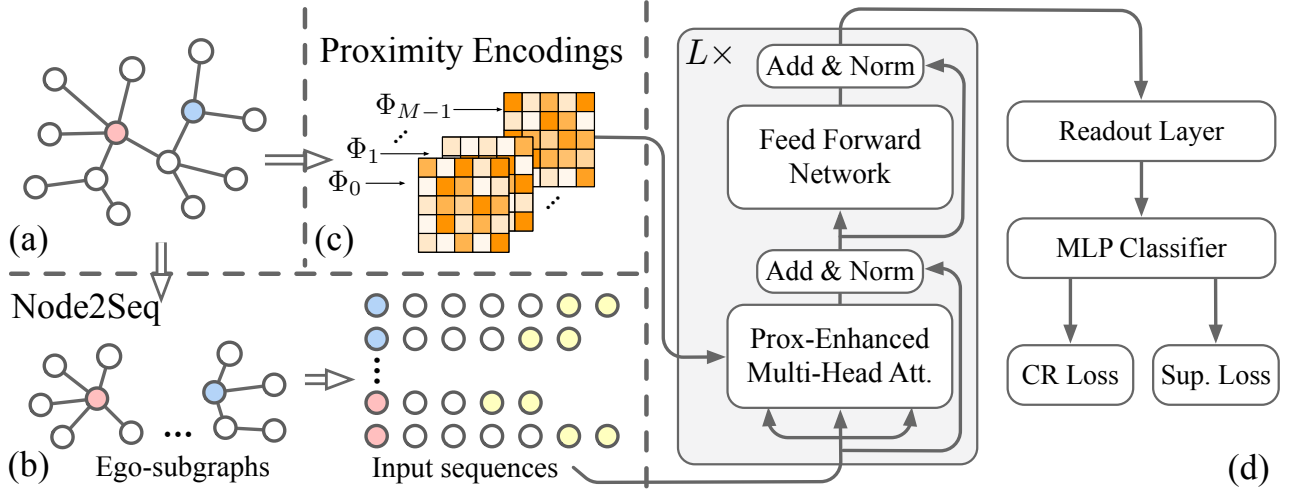 (a)
Proximity Encodings
Φ_{M−1}
Φ_1
Φ_0
(c)
Node2Seq
Ego-subgraphs
(b)
Input sequences
L×
Add & Norm
Feed Forward
Network
Add & Norm
Prox-Enhanced
Multi-Head Att.
Readout Layer
MLP Classifier
CR Loss
Sup. Loss
(d)